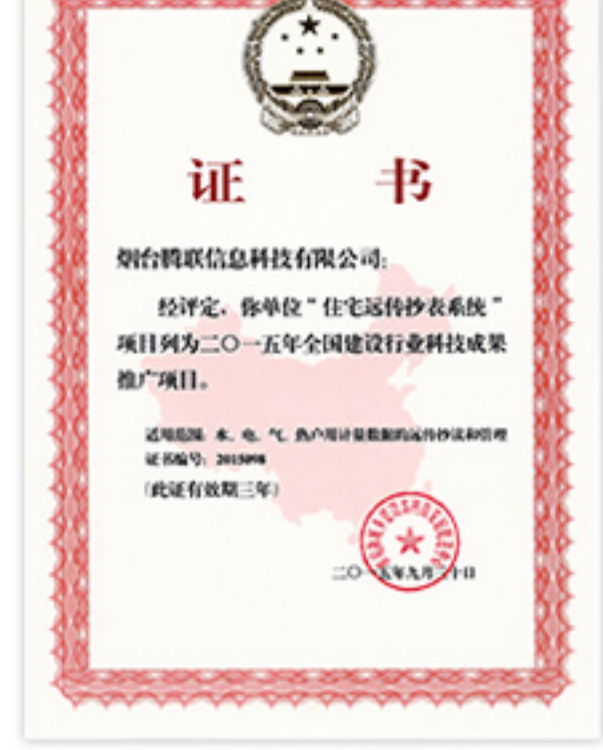 证 书
烟台腾联信息科技有限公司:
经评定,你单位“住宅远传抄表系统”
项目列为二〇一五年全国建设行业科技成果
推广项目。
适用范围:水、电、气、热户用计量数据的远传抄读和管理
证书编号:2015098
(此证有效期三年)
二〇一五年九月二十日